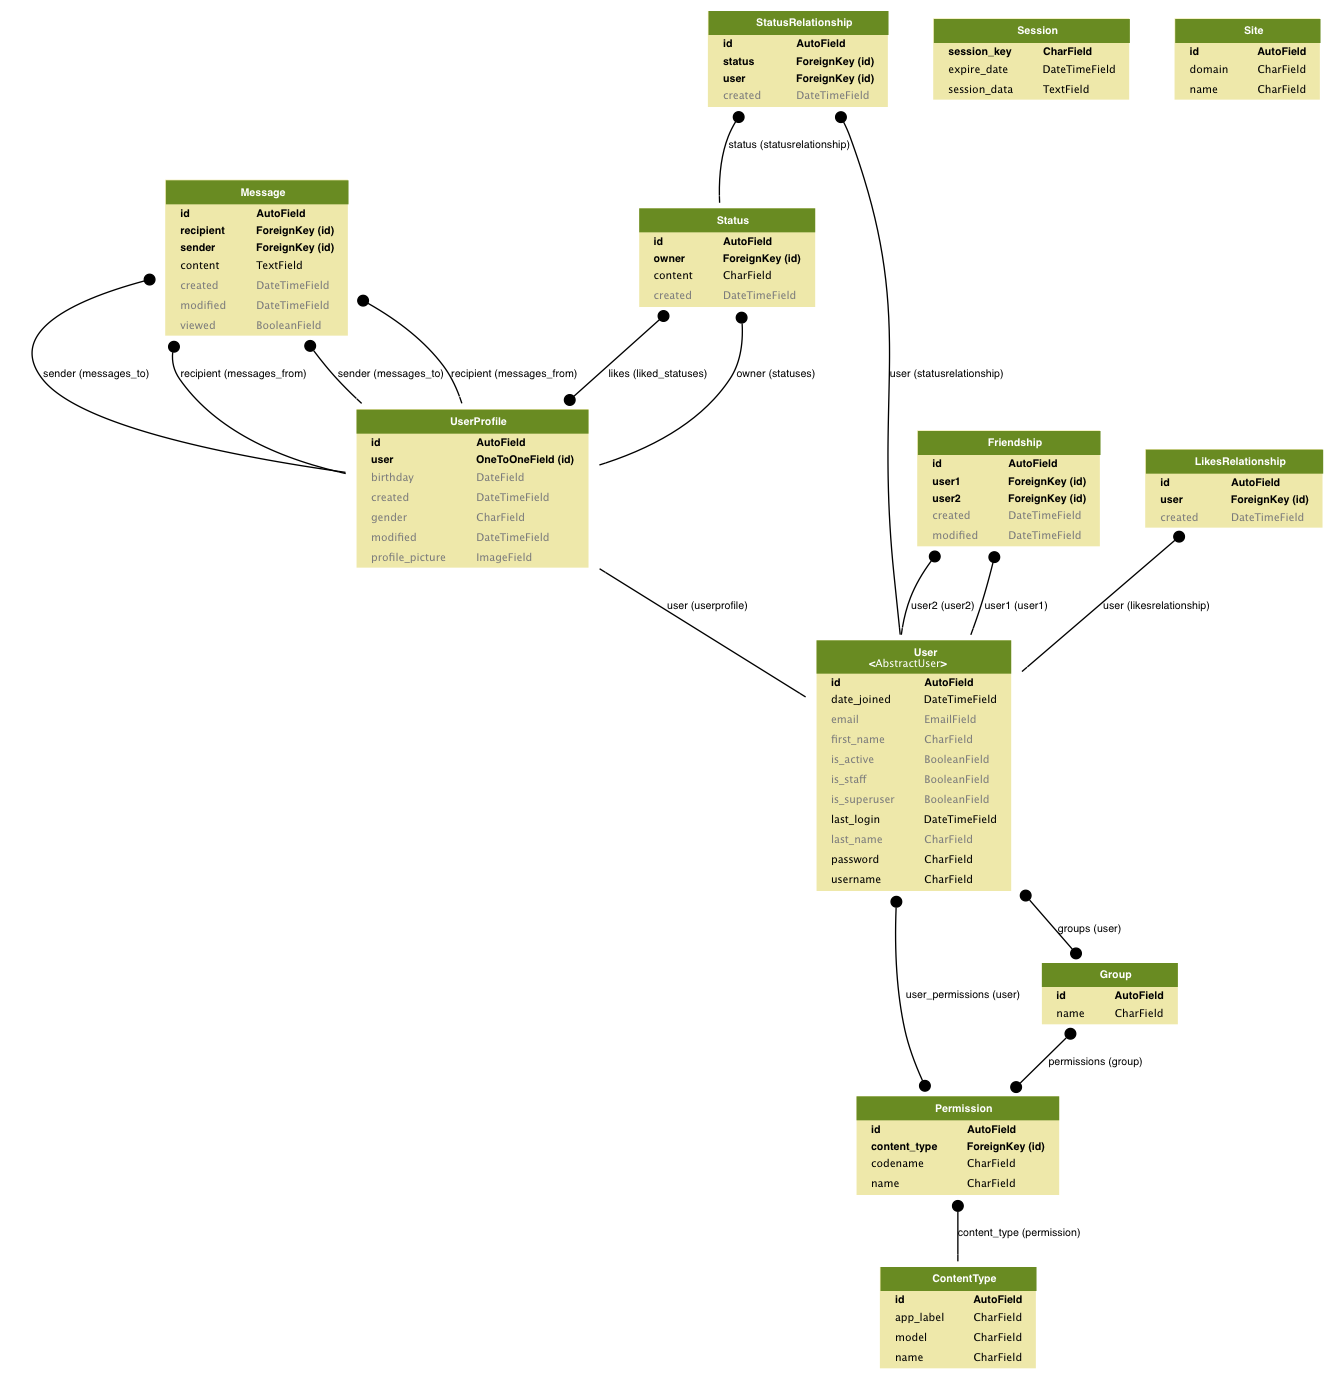 StatusRelationship
id AutoField
status ForeignKey (id)
user ForeignKey (id)
created DateTimeField
Session
session_key CharField
expire_date DateTimeField
session_data TextField
Site
id AutoField
domain CharField
name CharField
status (statusrelationship)
Message
id AutoField
recipient ForeignKey (id)
sender ForeignKey (id)
content TextField
created DateTimeField
modified DateTimeField
viewed BooleanField
Status
id AutoField
owner ForeignKey (id)
content CharField
created DateTimeField
sender (messages_to)
recipient (messages_from)
sender (messages_to)
recipient (messages_from)
likes (liked_statuses)
owner (statuses)
user (statusrelationship)
UserProfile
id AutoField
user OneToOneField (id)
birthday DateField
created DateTimeField
gender CharField
modified DateTimeField
profile_picture ImageField
Friendship
id AutoField
user1 ForeignKey (id)
user2 ForeignKey (id)
created DateTimeField
modified DateTimeField
LikesRelationship
id AutoField
user ForeignKey (id)
created DateTimeField
user (userprofile)
user2 (user2)
user1 (user1)
user (likesrelationship)
User
<AbstractUser>
id AutoField
date_joined DateTimeField
email EmailField
first_name CharField
is_active BooleanField
is_staff BooleanField
is_superuser BooleanField
last_login DateTimeField
last_name CharField
password CharField
username CharField
groups (user)
user_permissions (user)
Group
id AutoField
name CharField
permissions (group)
Permission
id AutoField
content_type ForeignKey (id)
codename CharField
name CharField
content_type (permission)
ContentType
id AutoField
app_label CharField
model CharField
name CharField